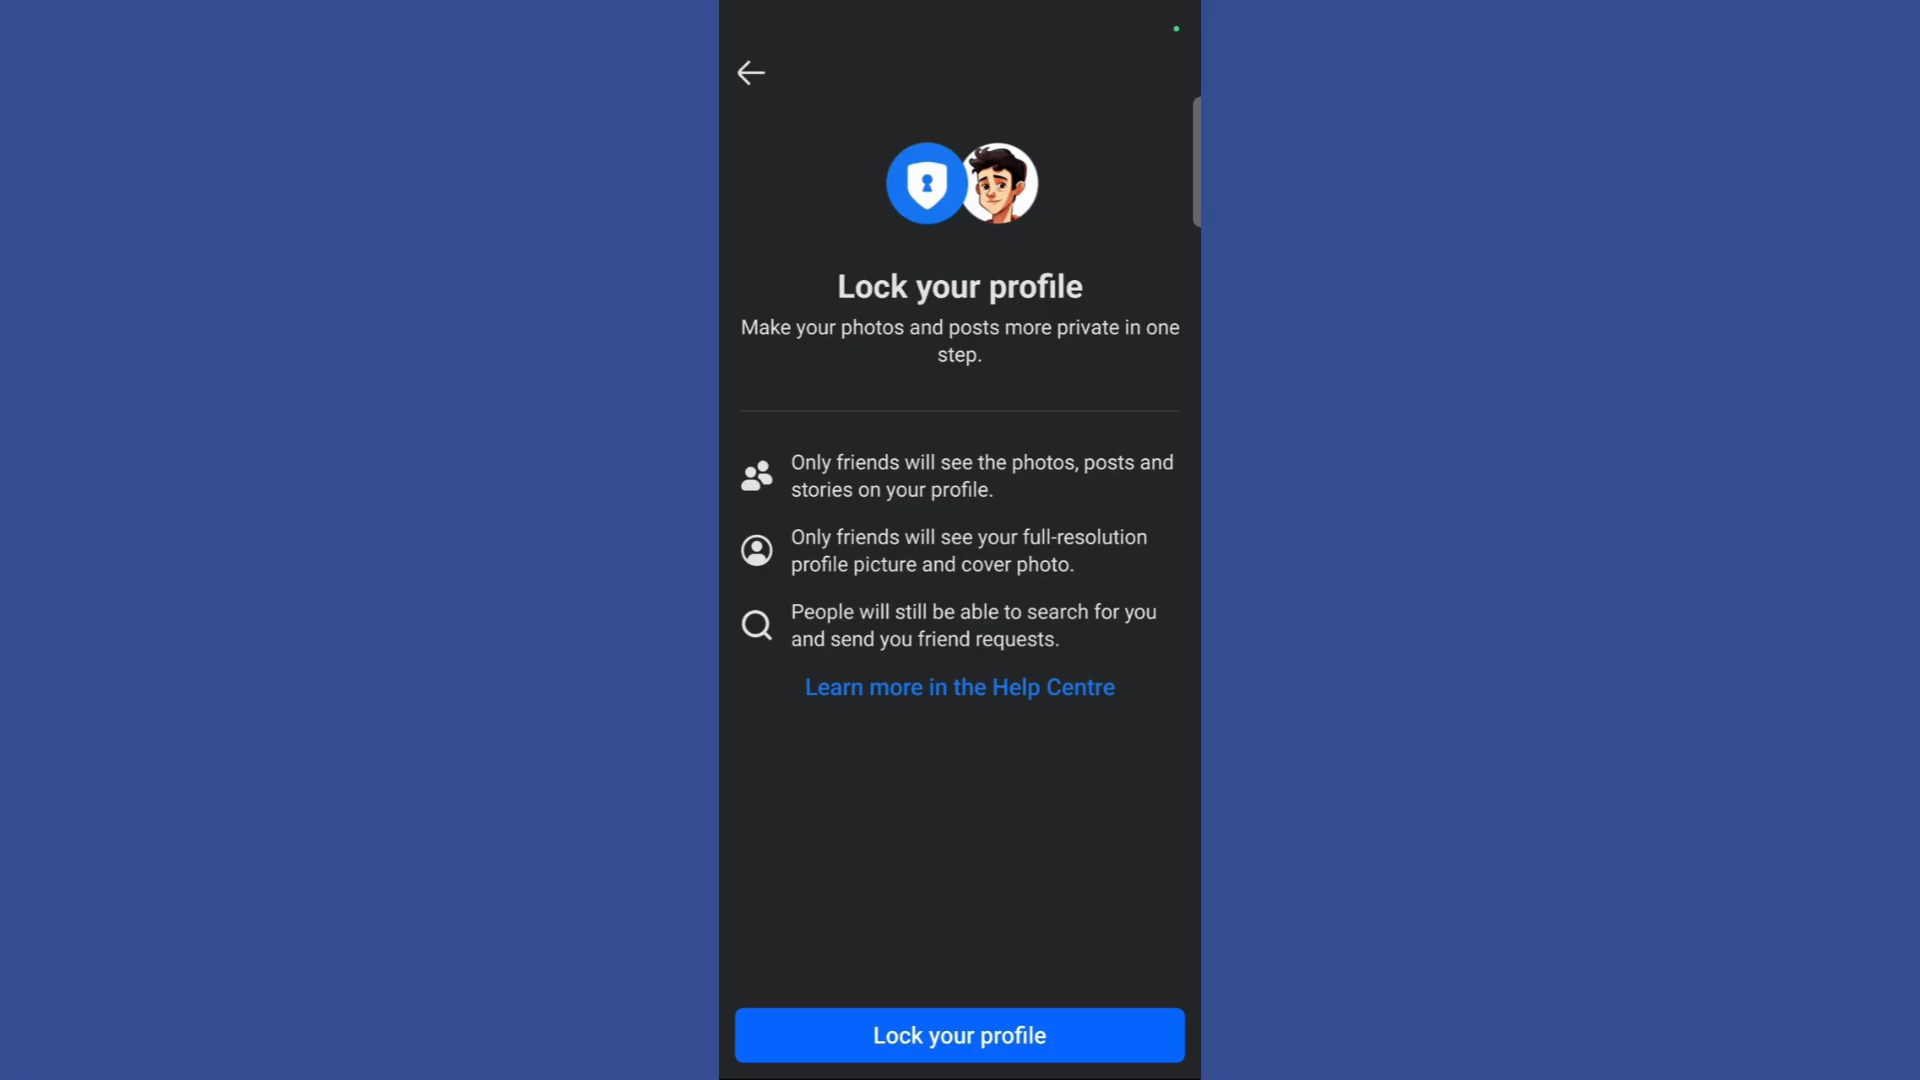 Lock your profile
Make your photos and posts more private in one
step.
Only friends will see the photos, posts and
stories on your profile.
Only friends will see your full-resolution
profile picture and cover photo.
People will still be able to search for you
and send you friend requests.
Learn more in the Help Centre
Lock your profile